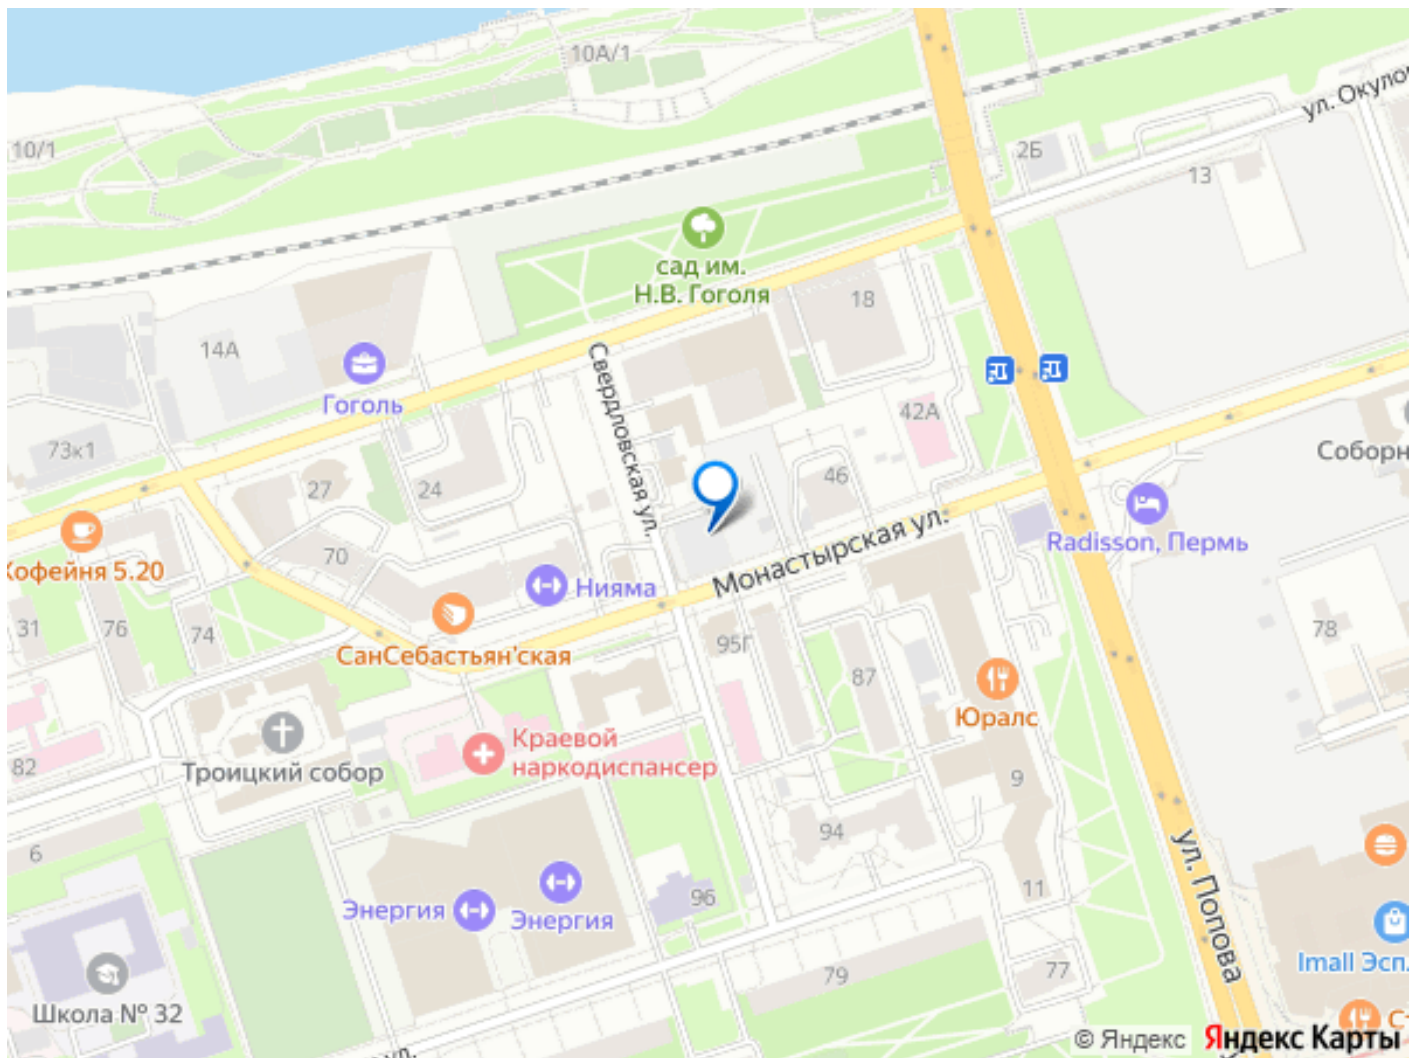 10А/1
10/1
ул. Окулов
2Б
13
сад им.
Н.В. Гоголя
18
14А
Гоголь
Свердловская ул.
42А
73к1
Соборн
27
24
46
Монастырская ул.
Radisson, Пермь
Кофейня 5.20
70
Нияма
31
76
74
СанСебастьян'ская
95Г
78
87
Юралс
Краевой
наркодиспансер
82
Троицкий собор
9
94
6
ул. Попова
11
96
Энергия
Энергия
79
77
Imall Эсп.
Школа № 32
ул.
© Яндекс Яндекс Карты